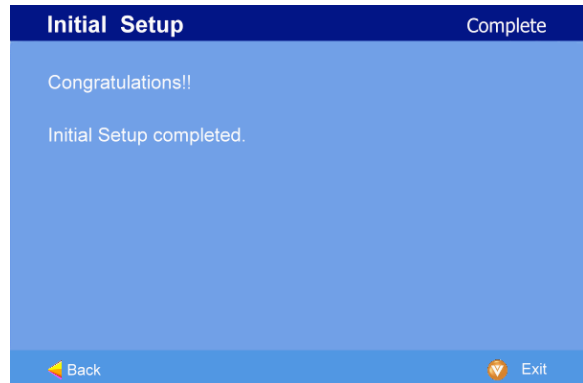 Initial Setup Complete
Congratulations!!
Initial Setup completed.
Back Exit